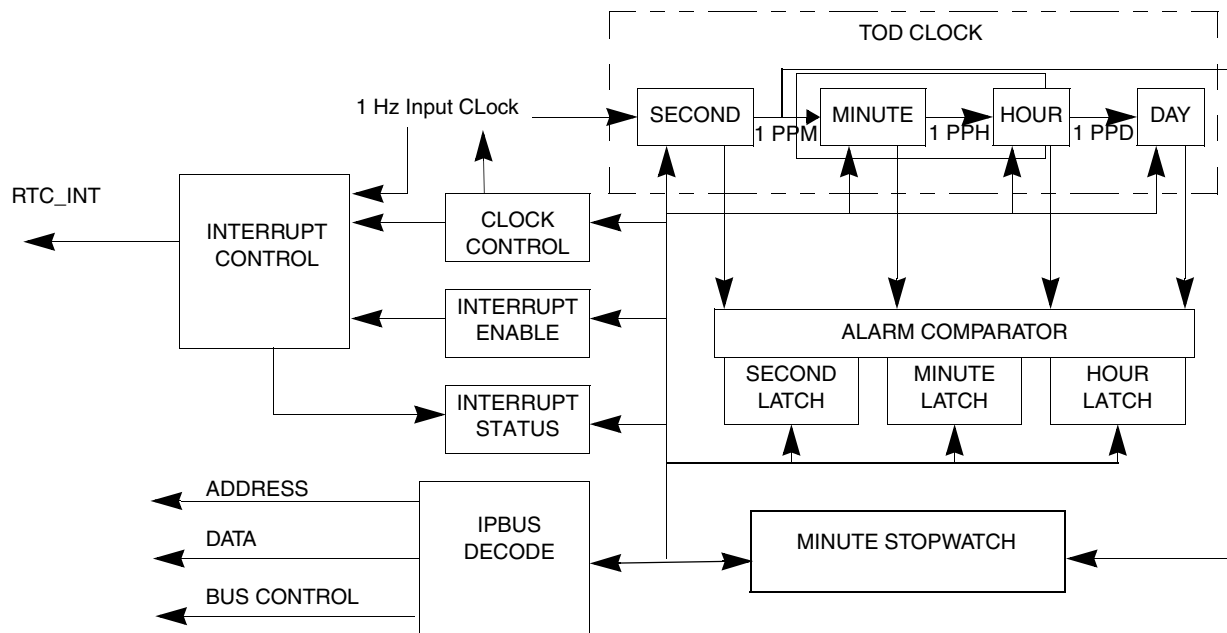 TOD CLOCK
1 Hz Input CLock
SECOND
MINUTE
HOUR
DAY
1 PPM
1 PPH
1 PPD
RTC_INT
INTERRUPT
CONTROL
CLOCK
CONTROL
INTERRUPT
ENABLE
ALARM COMPARATOR
SECOND
LATCH
MINUTE
LATCH
HOUR
LATCH
INTERRUPT
STATUS
ADDRESS
DATA
BUS CONTROL
IPBUS
DECODE
MINUTE STOPWATCH